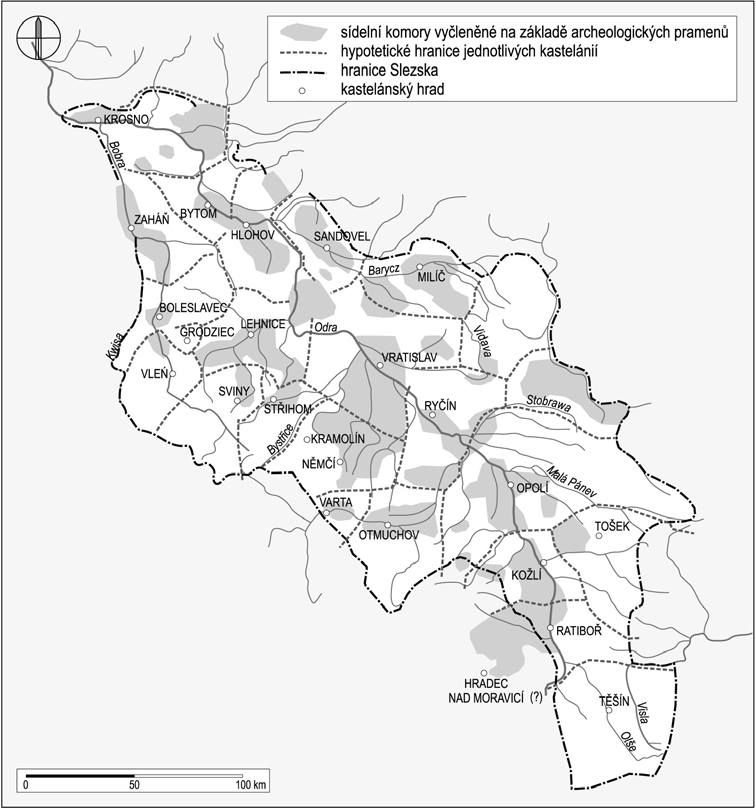 sídelní komory vyčleněné na základě archeologických pramenů
hypotetické hranice jednotlivých kastelánií
hranice Slezska
kastelánský hrad
KROSNO
Bobra
ZAHÁŇ
BYTOM
HLOHOV
SANDOVEL
Barycz
MILÍČ
BOLESLAVEC
GRODZIEC
LEHNICE
Odra
Vidava
Kwisa
VRATISLAV
VLEŇ
SVINY
STŘIHOM
RYČÍN
Stobrawa
Bystřice
KRAMOLÍN
NĚMČÍ
Malá Pánev
OPOLÍ
VARTA
OTMUCHOV
TOŠEK
KOŽLÍ
RATIBOŘ
HRADEC
NAD MORAVICÍ (?)
TĚŠÍN
Visla
Olše
0 50 100 km